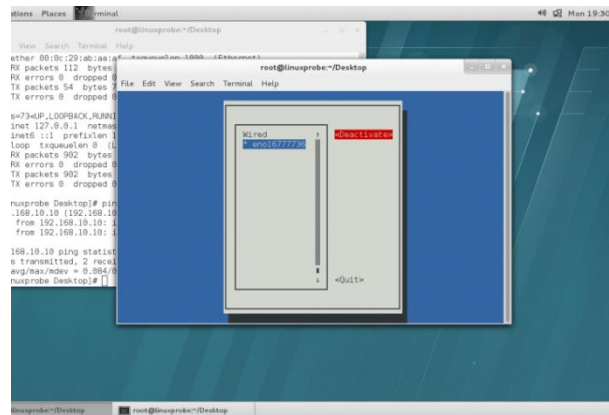 ations Places Terminal
Mon 19:30
root@linuxprobe:~/Desktop
View Search Terminal Help
ether 00:0c:29:ab:aa:af txqueuelen 1000 (Ethernet)
RX packets 112 bytes
RX errors 0 dropped 0
TX packets 54 bytes 7
TX errors 0 dropped 0
s=73<UP,LOOPBACK,RUNNI
inet 127.0.0.1 netmas
inet6 ::1 prefixlen 1
loop txqueuelen 0 (L
RX packets 902 bytes
RX errors 0 dropped 0
TX packets 902 bytes
TX errors 0 dropped 0
nuxprobe Desktop]# pin
.168.10.10 (192.168.10
from 192.168.10.10: i
from 192.168.10.10: i
168.10.10 ping statist
s transmitted, 2 recei
avg/max/mdev = 0.084/0
nuxprobe Desktop]#
root@linuxprobe:~/Desktop
File Edit View Search Terminal Help
Wired
* eno16777736
<Deactivate>
<Quit>
linuxprobe:~/Desktop
root@linuxprobe:~/Desktop